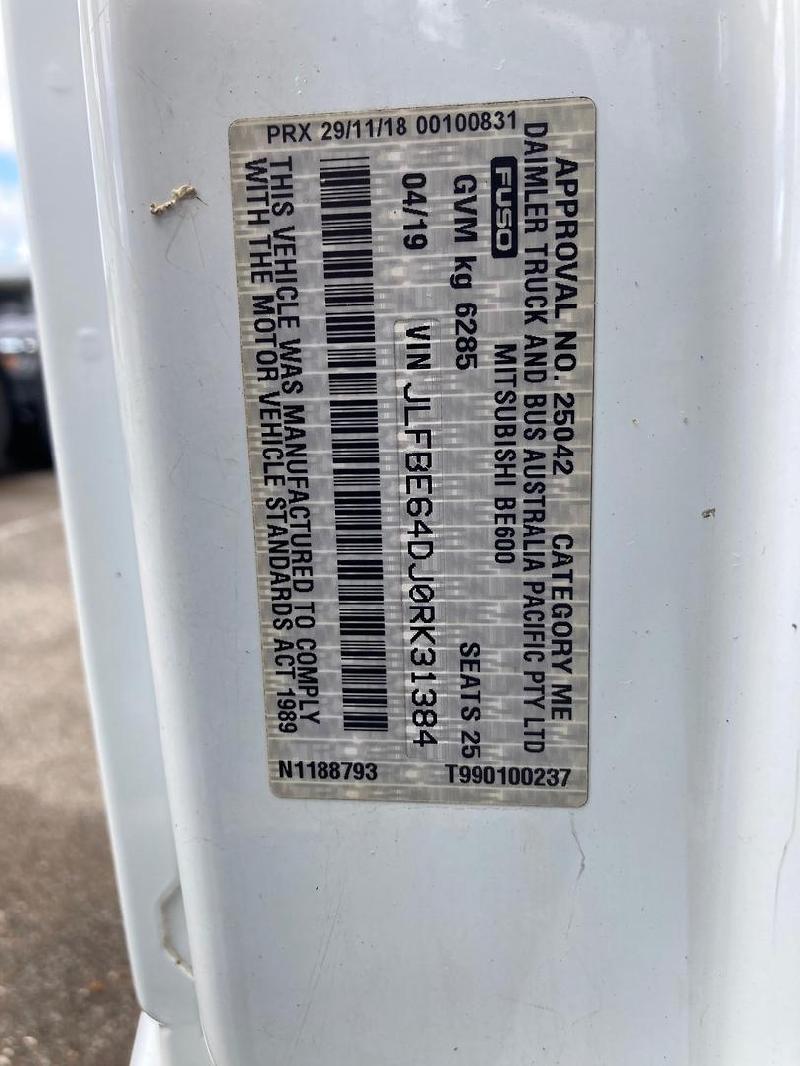 PRX 29/11/18 00100831
APPROVAL NO. 25042 CATEGORY ME
DAIMLER TRUCK AND BUS AUSTRALIA PACIFIC PTY LTD
FUSO MITSUBISHI BE600
GVM kg 6285 SEATS 25
04/19 VIN JLFBE64DJ0RK31384
THIS VEHICLE WAS MANUFACTURED TO COMPLY
WITH THE MOTOR VEHICLE STANDARDS ACT 1989
N1188793 T990100237